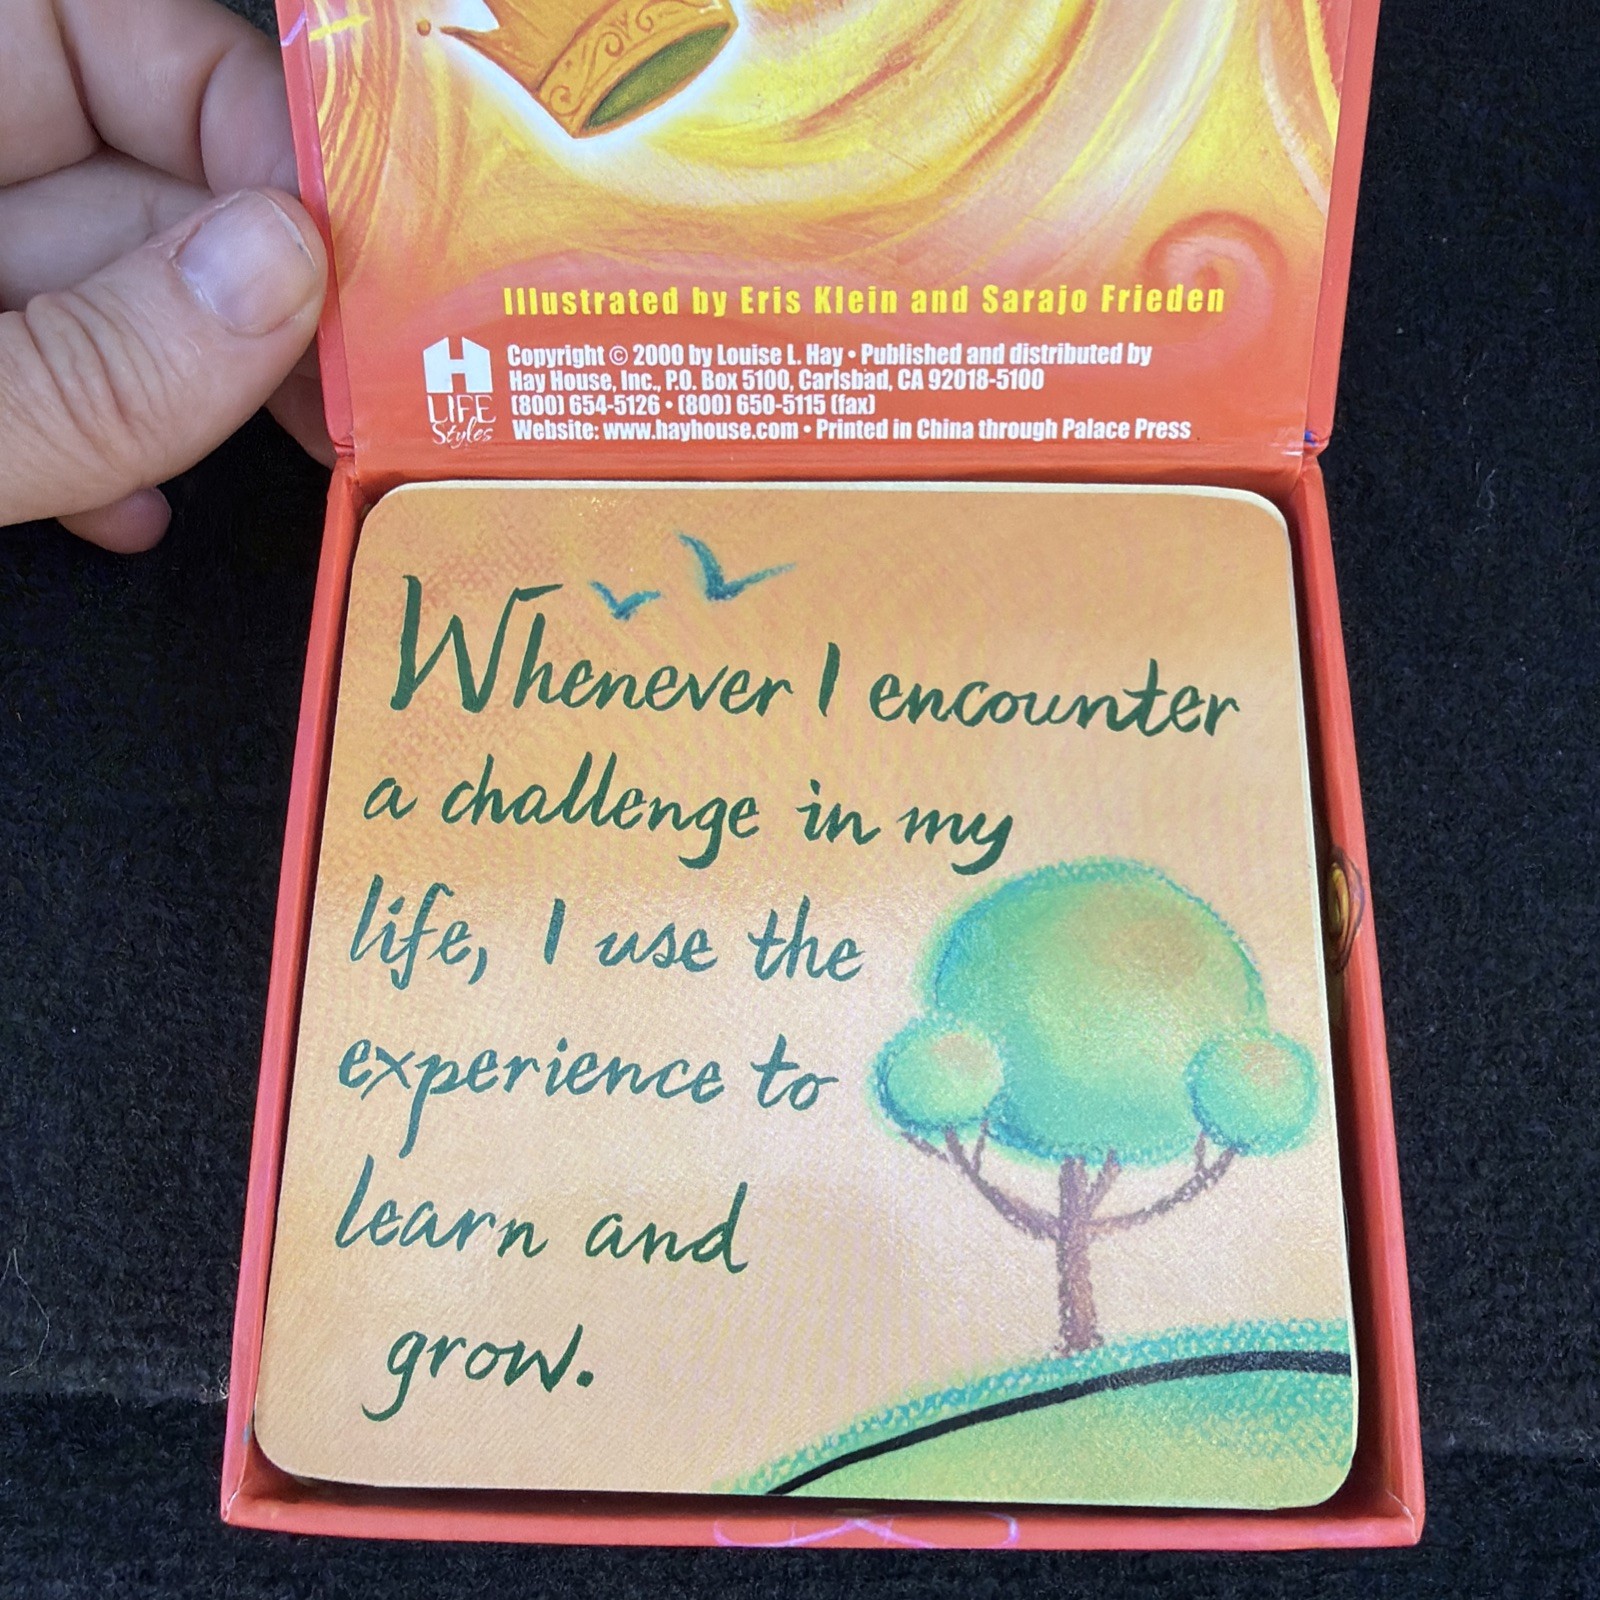 Illustrated by Eris Klein and Sarajo Frieden
H
LIFE
Styles
Copyright © 2000 by Louise L. Hay • Published and distributed by
Hay House, Inc., P.O. Box 5100, Carlsbad, CA 92018-5100
(800) 654-5126 • (800) 650-5115 (fax)
Website: www.hayhouse.com • Printed in China through Palace Press
Whenever I encounter
a challenge in my
life, I use the
experience to
learn and
grow.